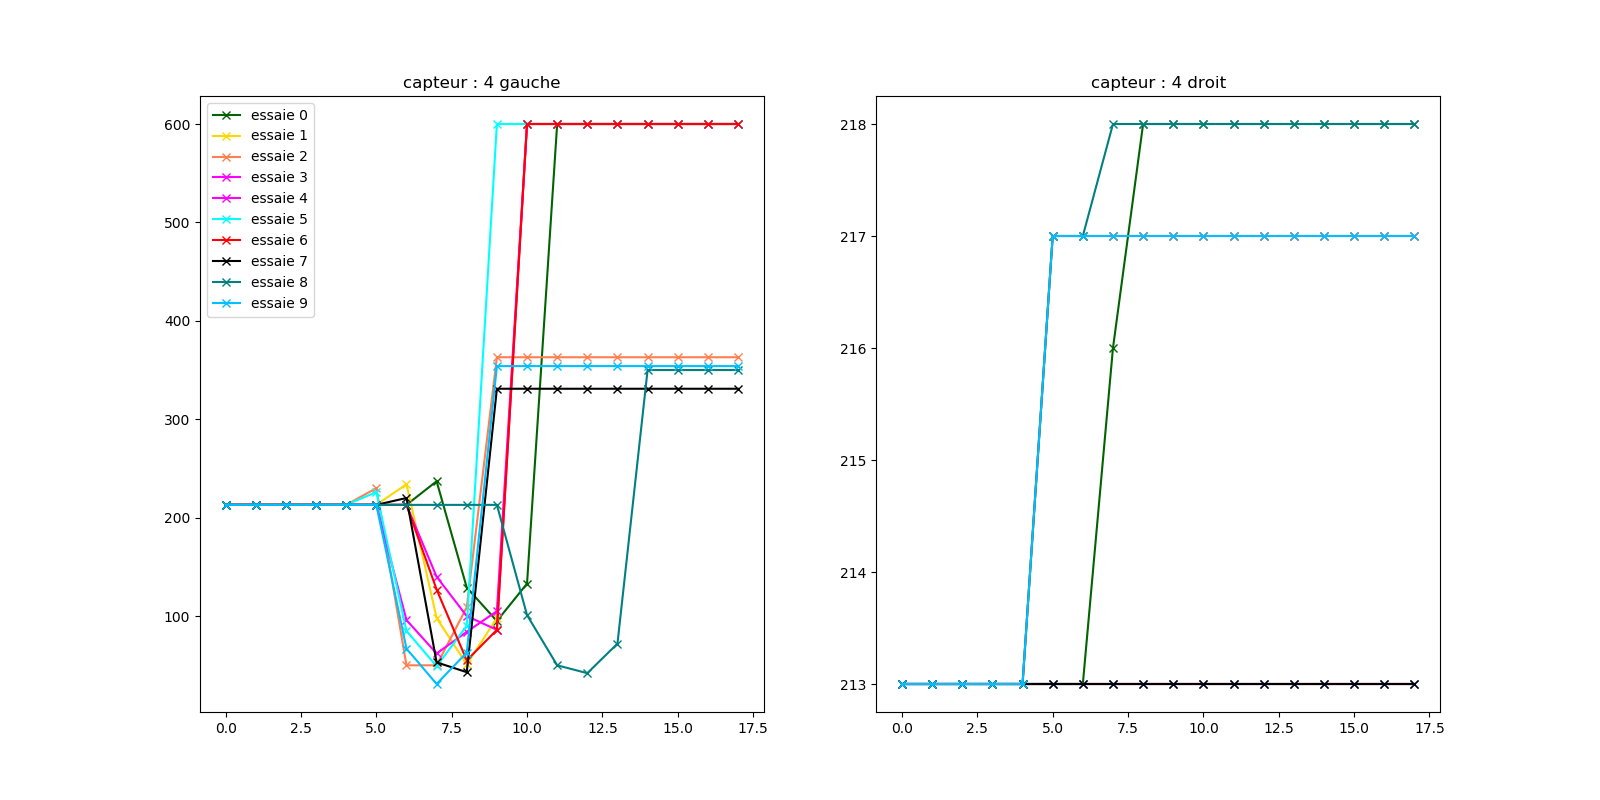 capteur : 4 gauche
600
500
400
300
200
100
essaie 0
essaie 1
essaie 2
essaie 3
essaie 4
essaie 5
essaie 6
essaie 7
essaie 8
essaie 9
0.0 2.5 5.0 7.5 10.0 12.5 15.0 17.5
capteur : 4 droit
218
217
216
215
214
213
0.0 2.5 5.0 7.5 10.0 12.5 15.0 17.5